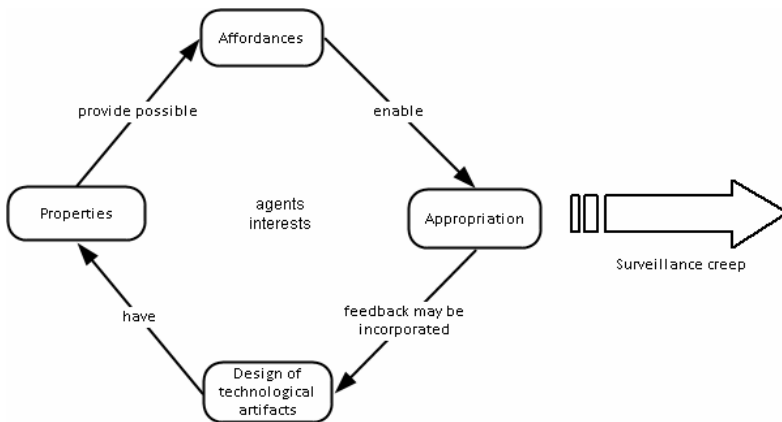 Affordances
provide possible
enable
Properties
agents
interests
Appropriation
Surveillance creep
have
feedback may be
incorporated
Design of
technological
artifacts